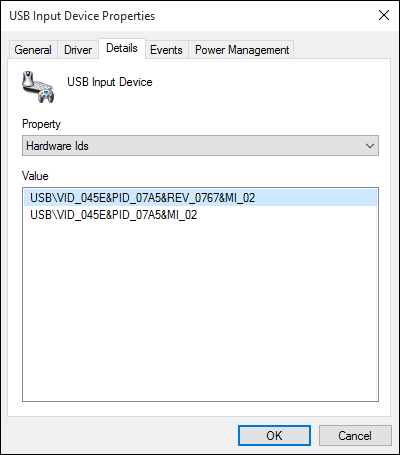 USB Input Device Properties
General Driver Details Events Power Management
USB Input Device
Property
Hardware Ids
Value
USB\VID_045E&PID_07A5&REV_0767&MI_02
USB\VID_045E&PID_07A5&MI_02
OK Cancel